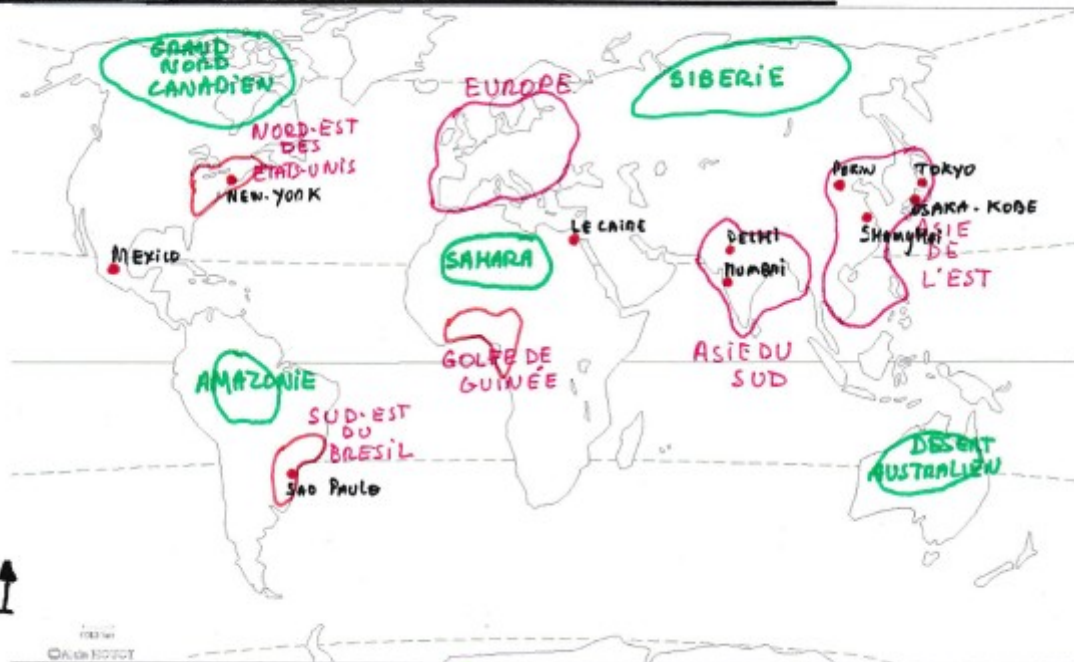 GRAND
NORD
CANADIEN
SIBERIE
EUROPE
NORD-EST
DES
ETATS-UNIS
NEW-YORK
PEKIN
TOKYO
OSAKA-KOBE
ShangHai
ASIE
DE
L'EST
LE CAIRE
DELHI
MUMBAI
MEXICO
SAHARA
GOLFE DE
GUINÉE
ASIE DU
SUD
AMAZONIE
SUD-EST
DU
BRESIL
SAO PAULO
DESERT
AUSTRALIEN